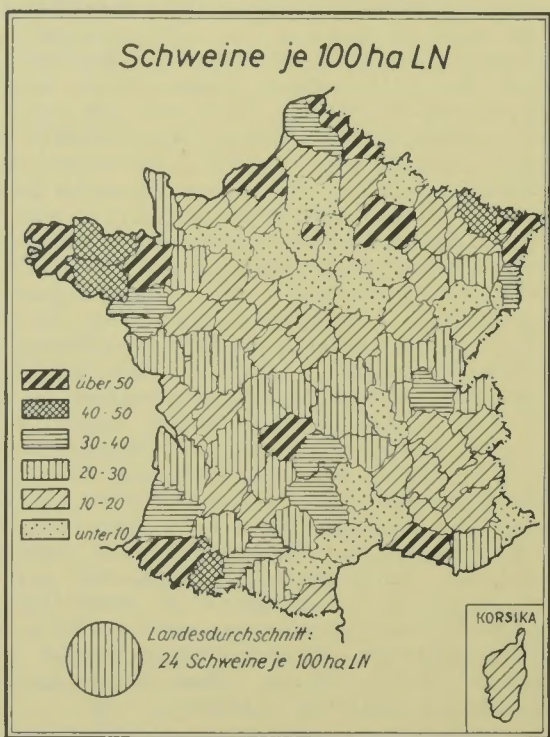 Schweine je 100 ha LN
über 50
40-50
30-40
20-30
10-20
unter 10
Landesdurchschnitt:
24 Schweine je 100 ha LN
KORSIKA